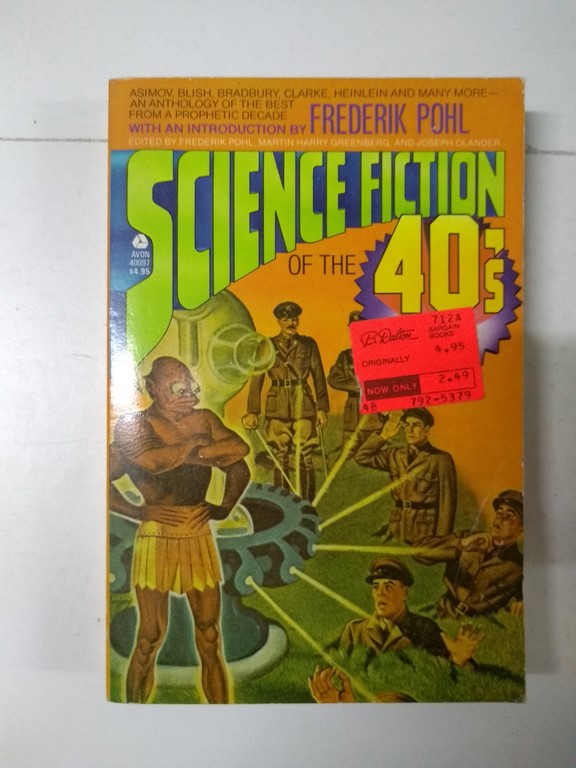 ASIMOV, BLISH, BRADBURY, CLARKE, HEINLEIN AND MANY MORE—
AN ANTHOLOGY OF THE BEST
FROM A PROPHETIC DECADE
WITH AN INTRODUCTION BY FREDERIK POHL
EDITED BY FREDERIK POHL, MARTIN HARRY GREENBERG, AND JOSEPH OLANDER
SCIENCE FICTION
OF THE 40'S
AVON
40097
$4.95
712A
B. Dalton BARGAIN
BOOKS
ORIGINALLY 4.95
NOW ONLY 2.49
#B 792-5379